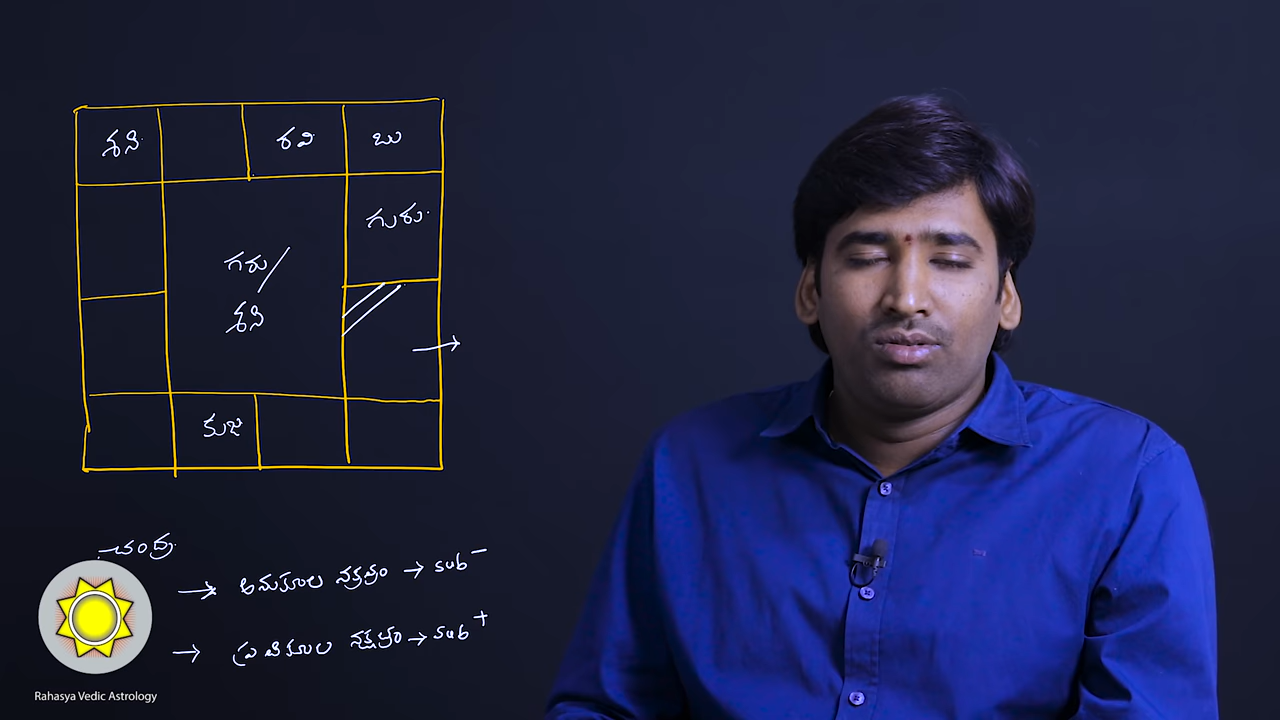 శని
రవి
బు
గురు
గురు/
శని
కుజ
చంద్ర
→ అనుకూల నక్షత్రం → sub −
→ ప్రతికూల నక్షత్రం → sub +
Rahasya Vedic Astrology